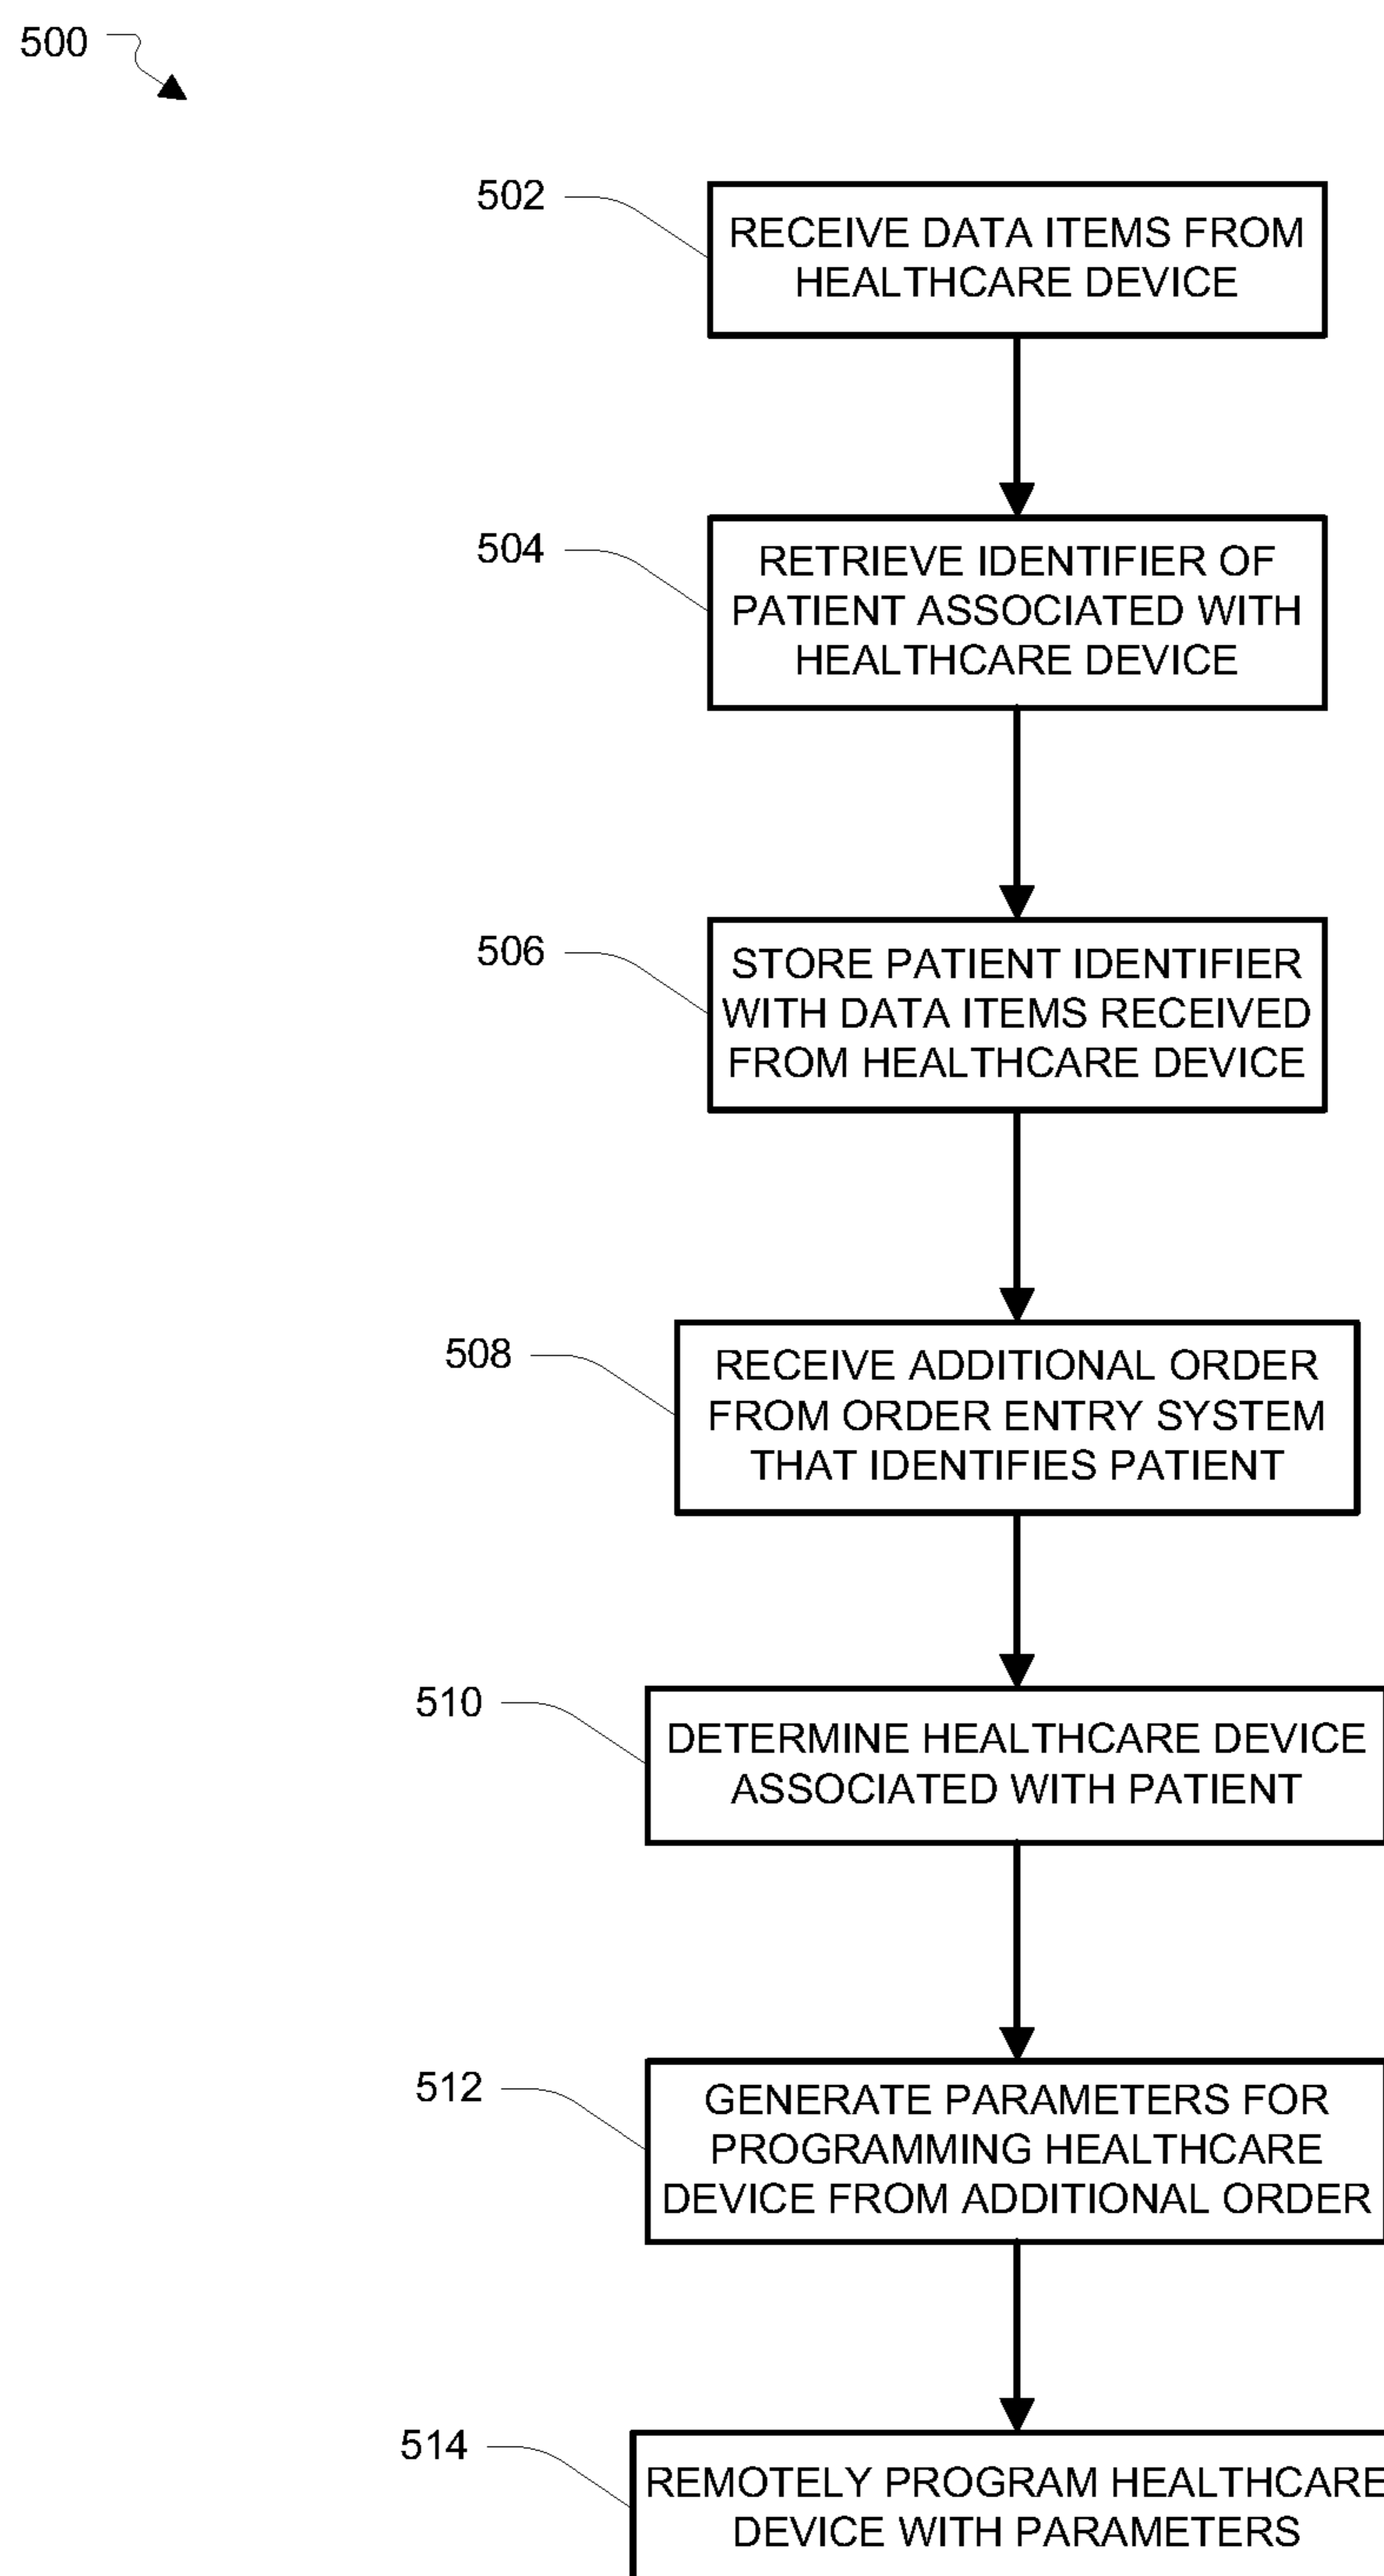 500
502
RECEIVE DATA ITEMS FROM
HEALTHCARE DEVICE
504
RETRIEVE IDENTIFIER OF
PATIENT ASSOCIATED WITH
HEALTHCARE DEVICE
506
STORE PATIENT IDENTIFIER
WITH DATA ITEMS RECEIVED
FROM HEALTHCARE DEVICE
508
RECEIVE ADDITIONAL ORDER
FROM ORDER ENTRY SYSTEM
THAT IDENTIFIES PATIENT
510
DETERMINE HEALTHCARE DEVICE
ASSOCIATED WITH PATIENT
512
GENERATE PARAMETERS FOR
PROGRAMMING HEALTHCARE
DEVICE FROM ADDITIONAL ORDER
514
REMOTELY PROGRAM HEALTHCARE
DEVICE WITH PARAMETERS